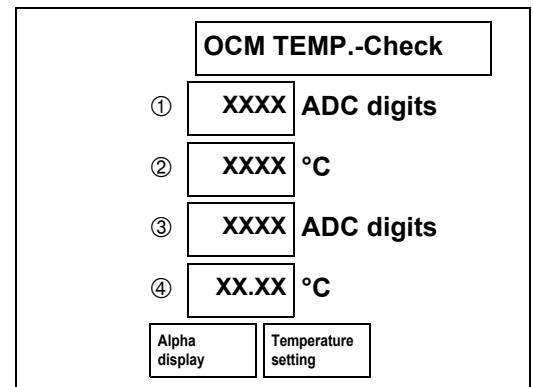 OCM TEMP.-Check
① XXXX ADC digits
② XXXX °C
③ XXXX ADC digits
④ XX.XX °C
Alpha Temperature
display setting